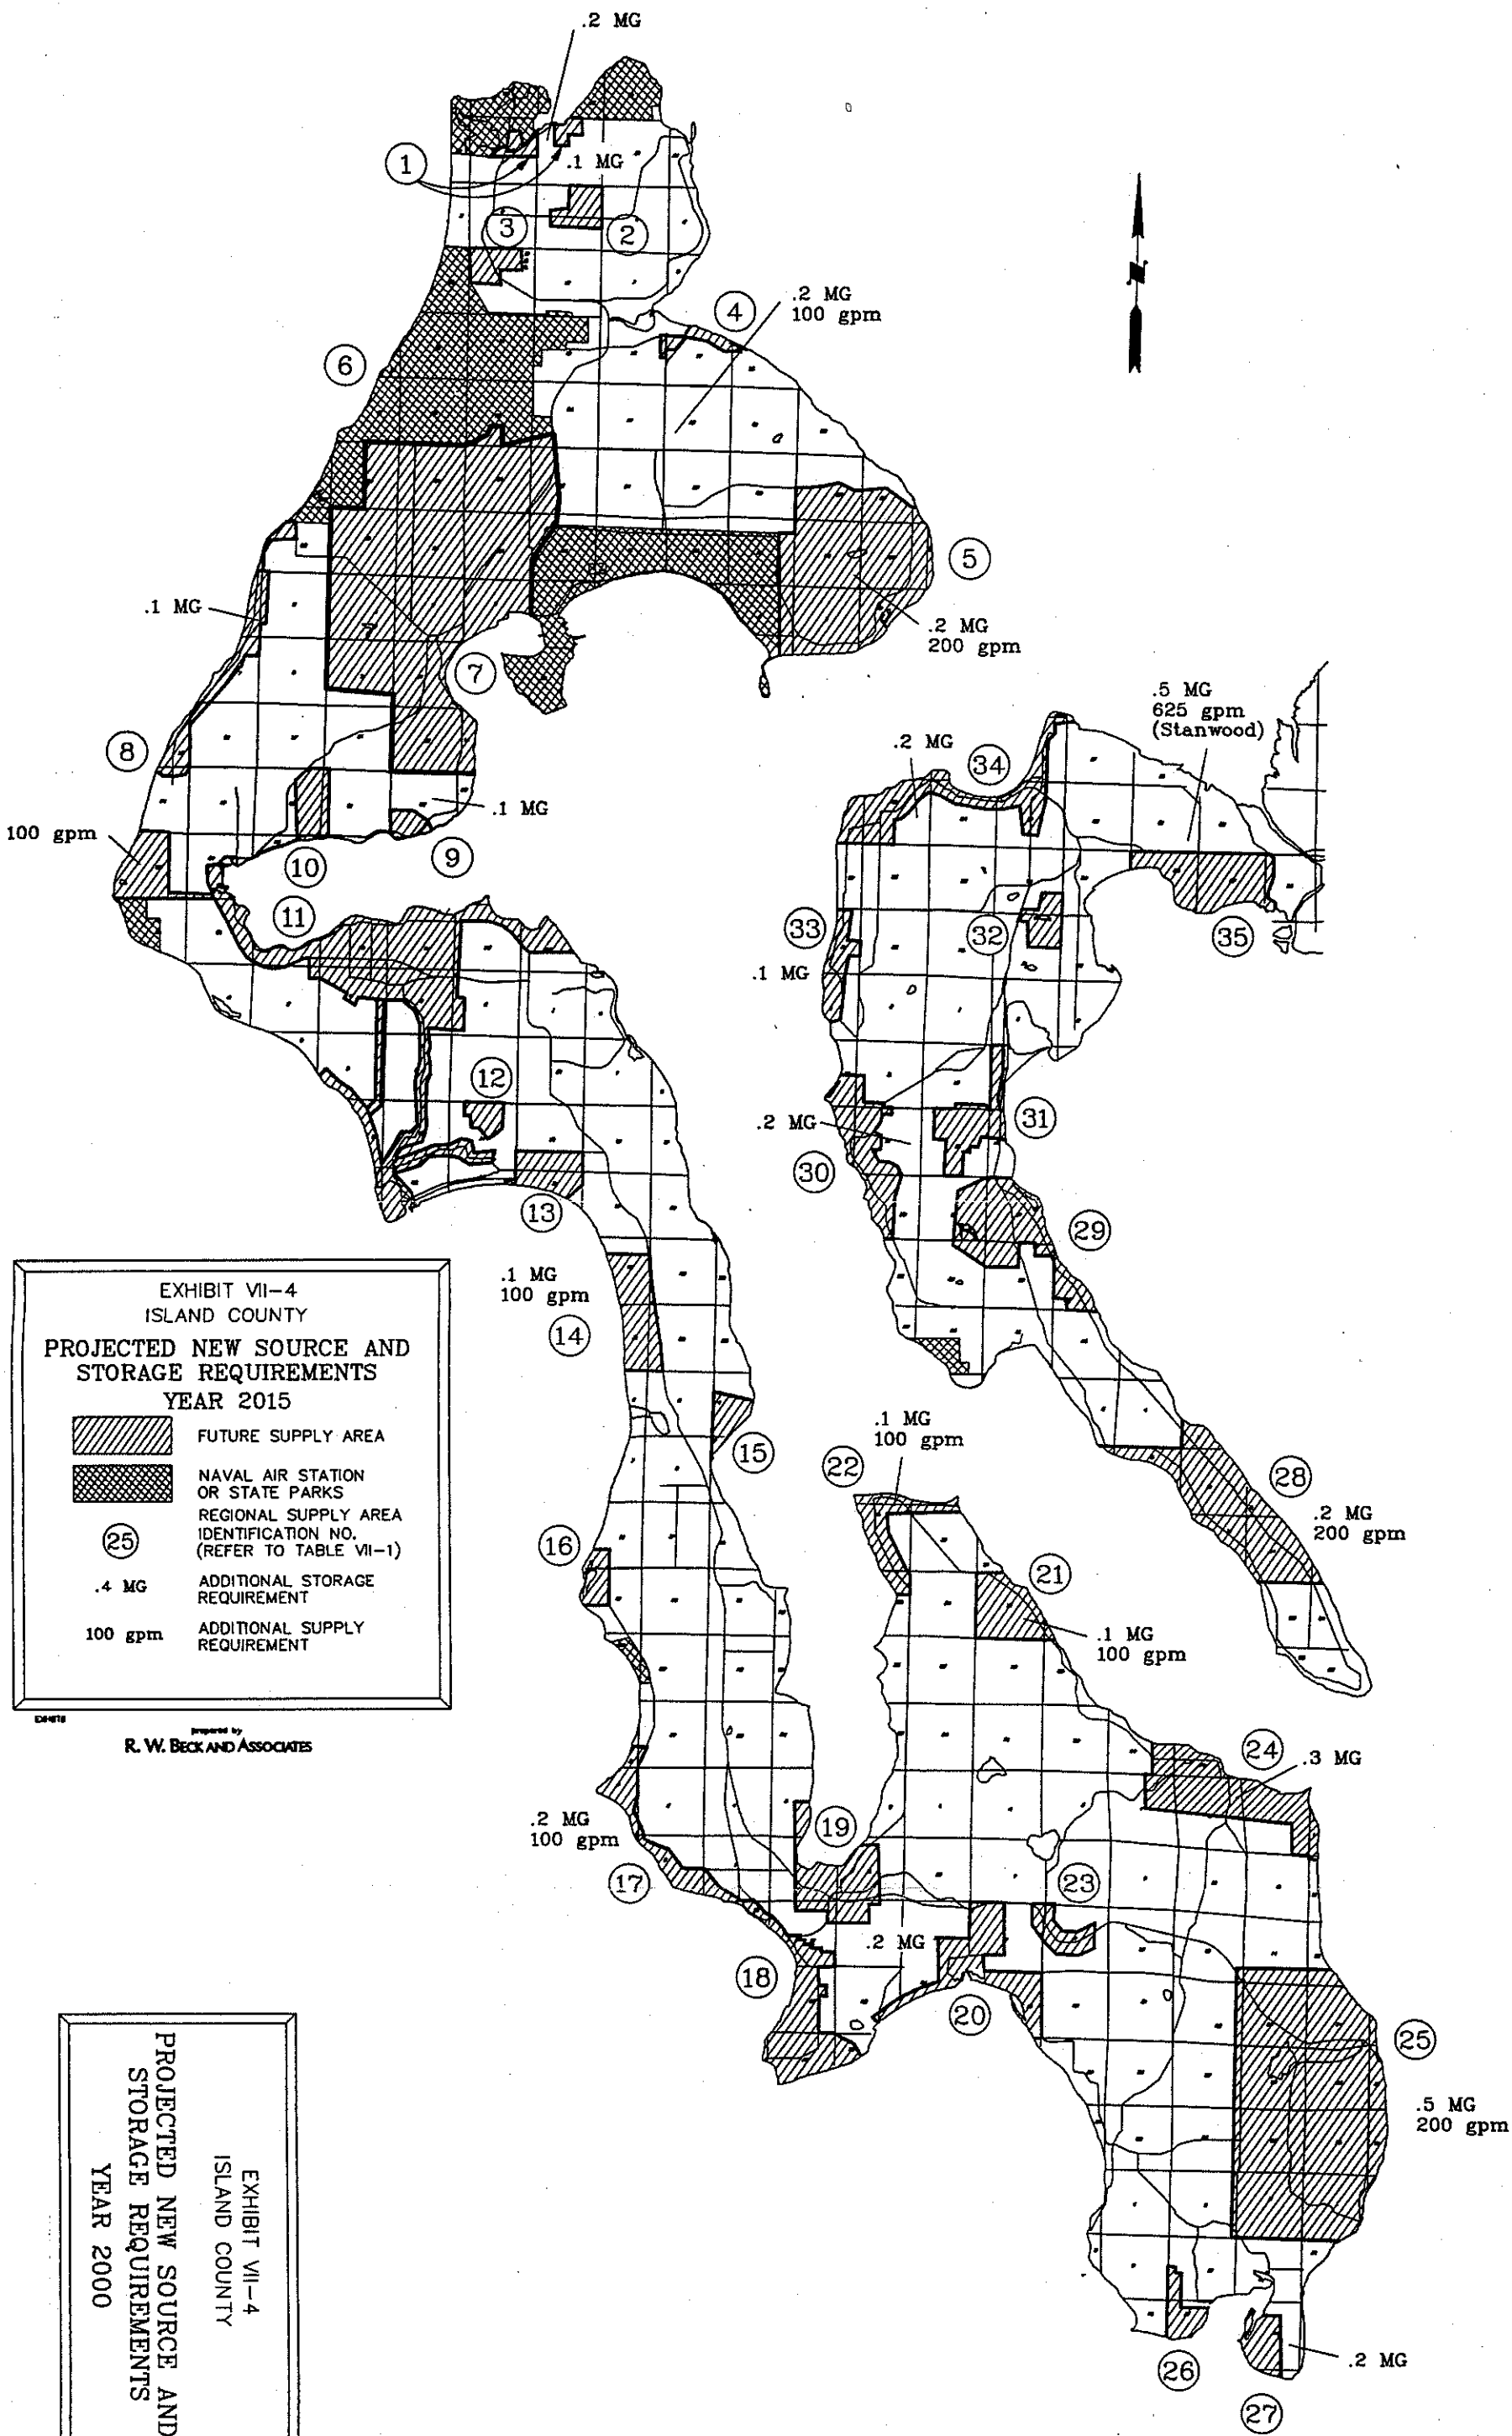 .2 MG
1
.1 MG
3
2
.2 MG
100 gpm
4
6
5
.1 MG
.2 MG
200 gpm
7
.5 MG
625 gpm
(Stanwood)
8
.2 MG
34
.1 MG
100 gpm
10
9
11
33
32
35
.1 MG
12
.2 MG
31
30
13
29
.1 MG
100 gpm
14
EXHIBIT VII-4
ISLAND COUNTY
PROJECTED NEW SOURCE AND
STORAGE REQUIREMENTS
YEAR 2015
FUTURE SUPPLY AREA
NAVAL AIR STATION
OR STATE PARKS
25
REGIONAL SUPPLY AREA
IDENTIFICATION NO.
(REFER TO TABLE VII-1)
.4 MG
ADDITIONAL STORAGE
REQUIREMENT
100 gpm
ADDITIONAL SUPPLY
REQUIREMENT
prepared by
R. W. BECK AND ASSOCIATES
15
.1 MG
100 gpm
22
28
.2 MG
200 gpm
16
21
.1 MG
100 gpm
24
.3 MG
.2 MG
100 gpm
19
17
23
.2 MG
18
20
25
.5 MG
200 gpm
26
.2 MG
27
EXHIBIT VII-4
ISLAND COUNTY
PROJECTED NEW SOURCE AND
STORAGE REQUIREMENTS
YEAR 2000